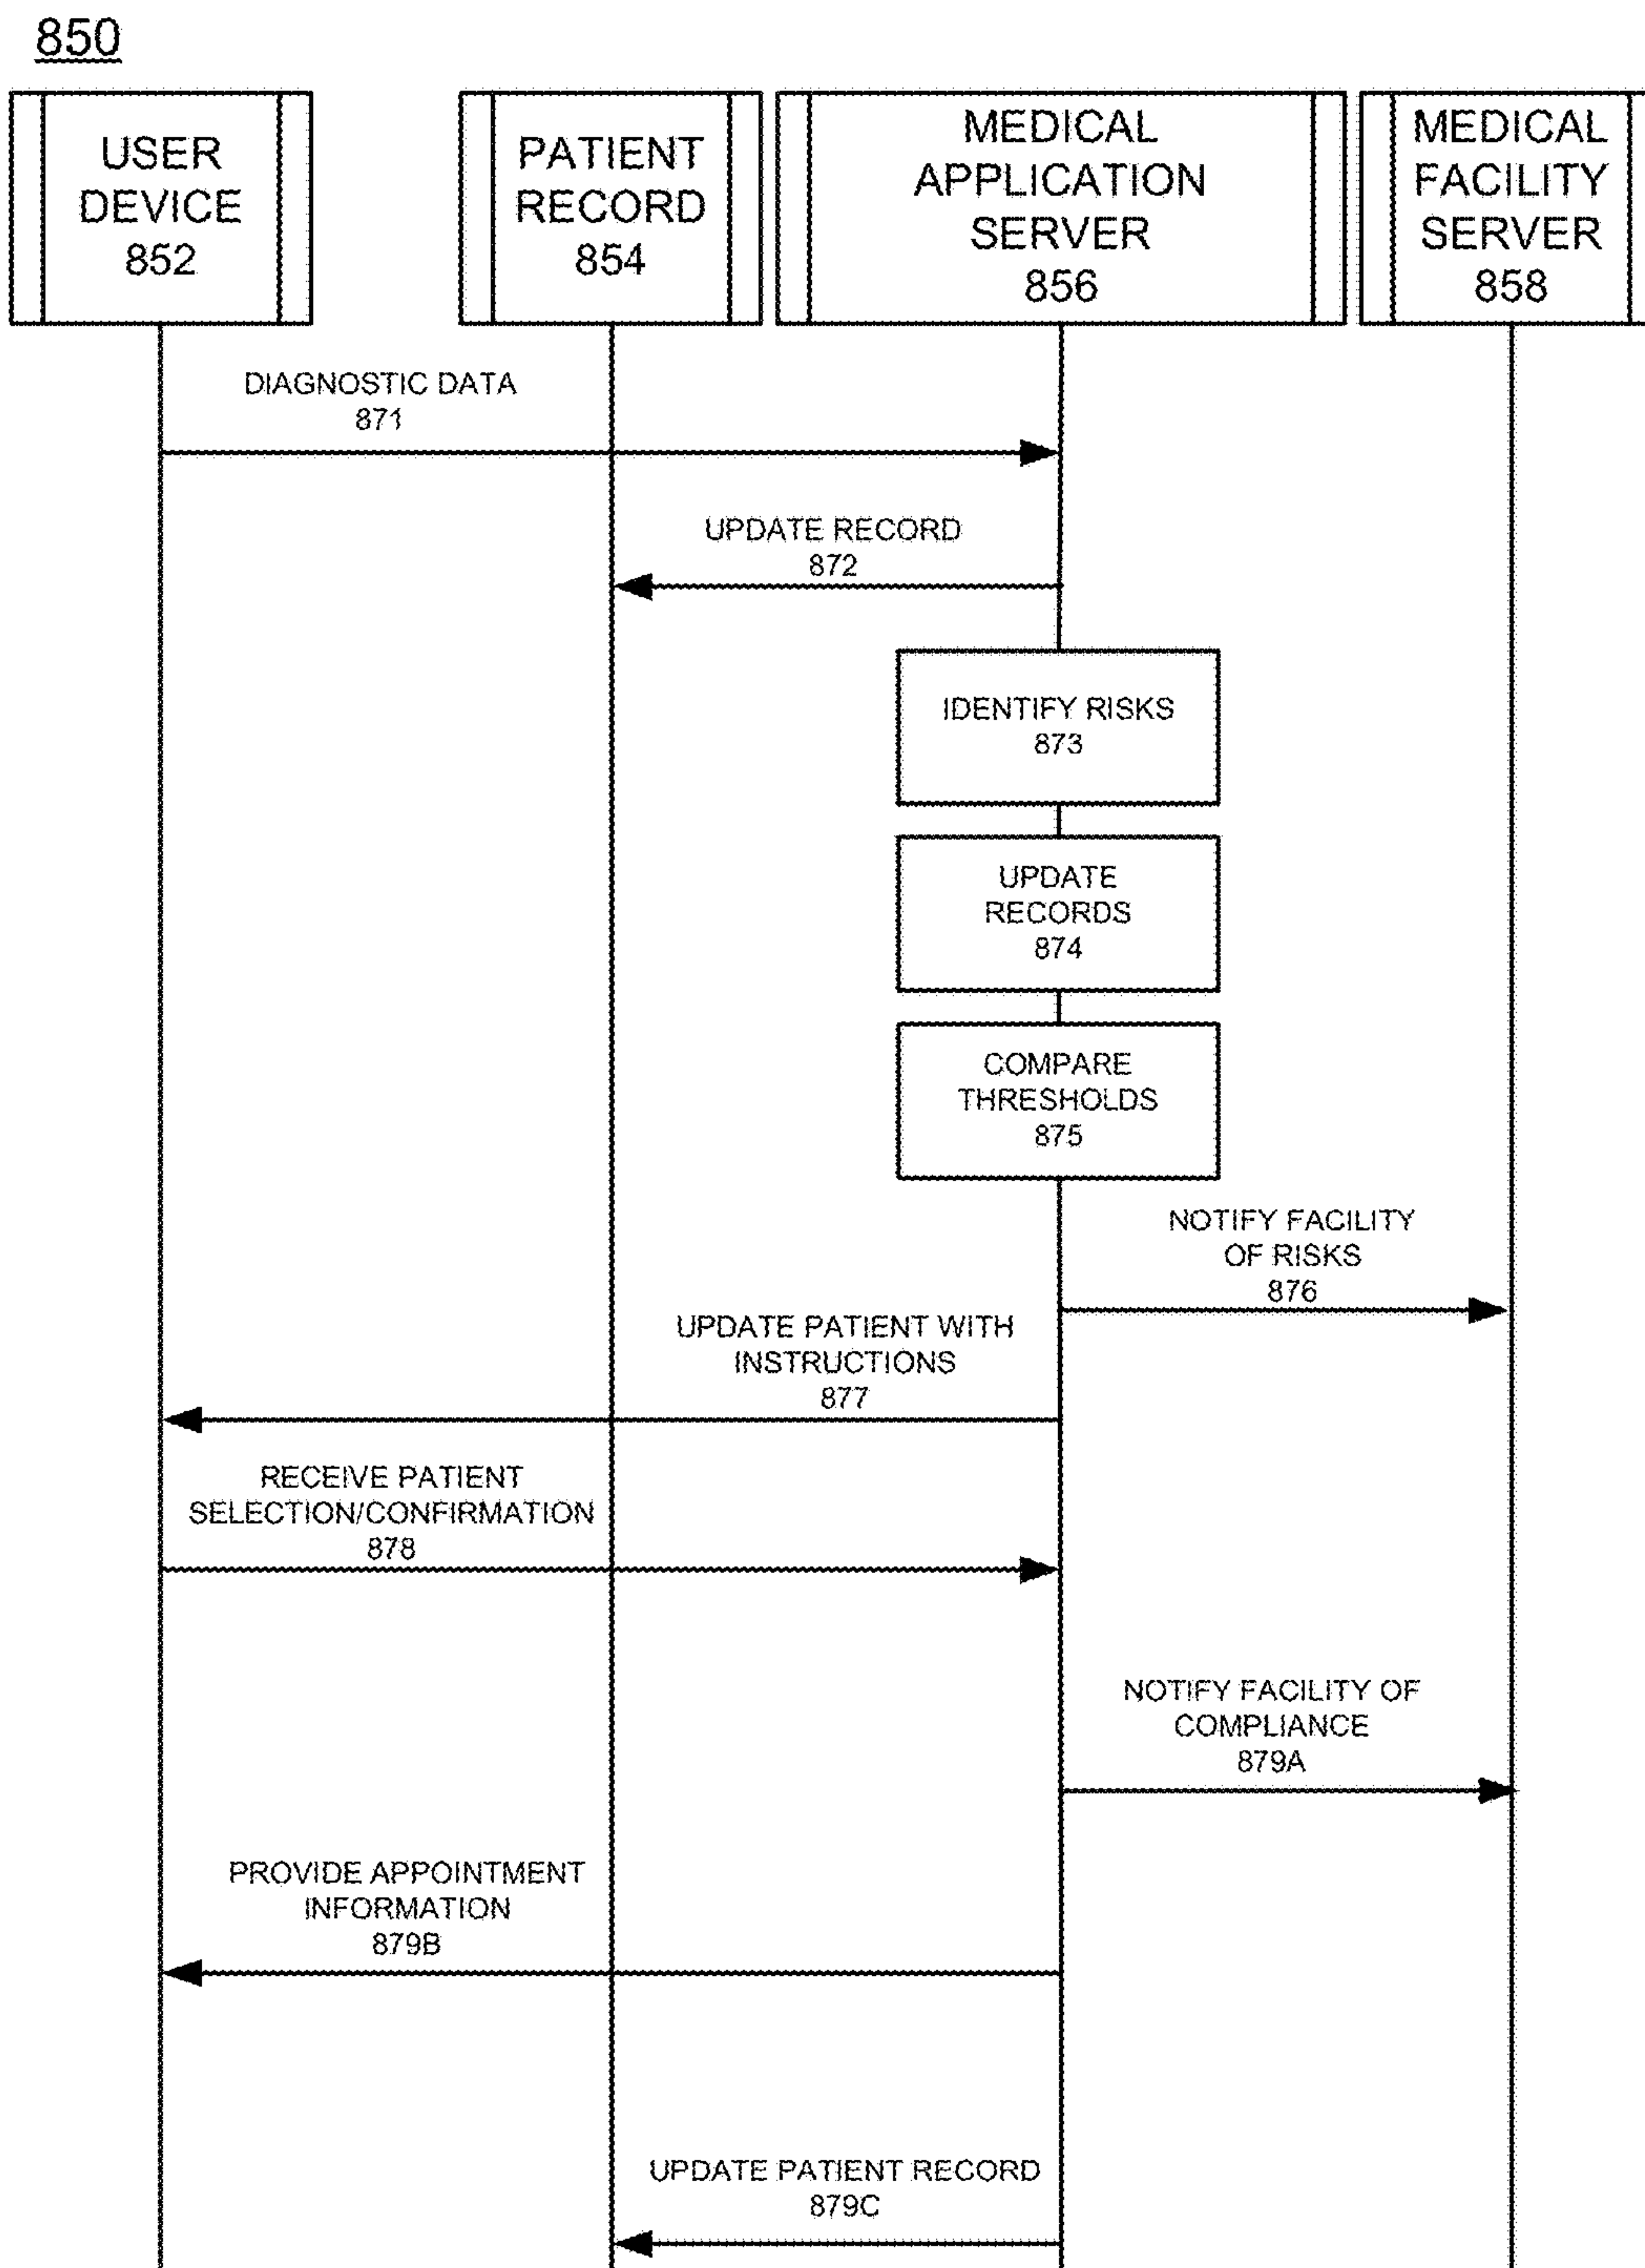 850
USER
DEVICE
852
PATIENT
RECORD
854
MEDICAL
APPLICATION
SERVER
856
MEDICAL
FACILITY
SERVER
858
DIAGNOSTIC DATA
871
UPDATE RECORD
872
IDENTIFY RISKS
873
UPDATE
RECORDS
874
COMPARE
THRESHOLDS
875
NOTIFY FACILITY
OF RISKS
876
UPDATE PATIENT WITH
INSTRUCTIONS
877
RECEIVE PATIENT
SELECTION/CONFIRMATION
878
NOTIFY FACILITY OF
COMPLIANCE
879A
PROVIDE APPOINTMENT
INFORMATION
879B
UPDATE PATIENT RECORD
879C